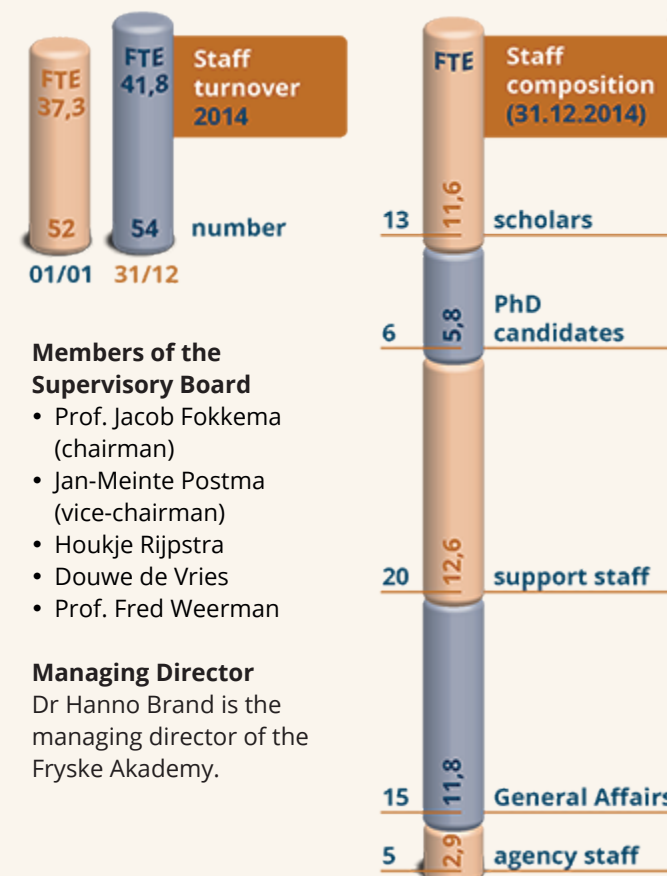 FTE
37,3
52
01/01
FTE
41,8
54
31/12
Staff
turnover
2014
number
Members of the
Supervisory Board
• Prof. Jacob Fokkema
(chairman)
• Jan-Meinte Postma
(vice-chairman)
• Houkje Rijpstra
• Douwe de Vries
• Prof. Fred Weerman
Managing Director
Dr Hanno Brand is the
managing director of the
Fryske Akademy.
FTE
Staff
composition
(31.12.2014)
13 11,6 scholars
6 5,8 PhD
candidates
20 12,6 support staff
15 11,8 General Affairs
5 2,9 agency staff